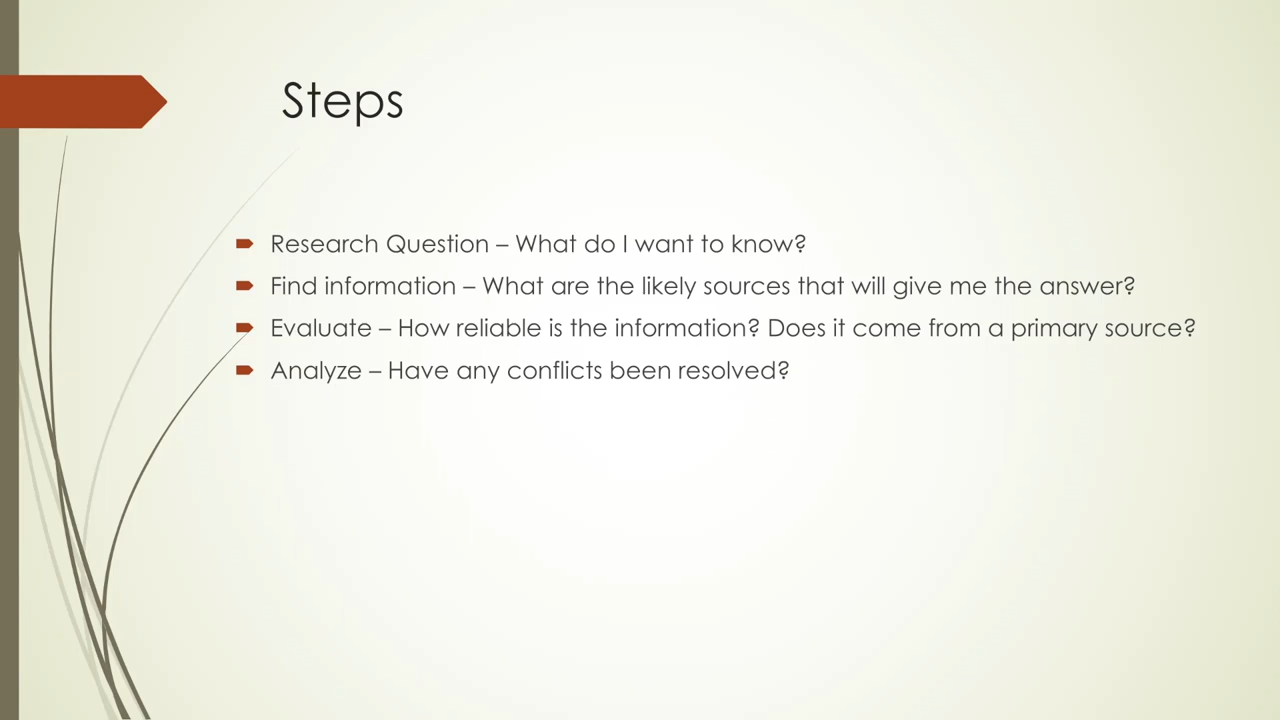 Steps
Research Question – What do I want to know?
Find information – What are the likely sources that will give me the answer?
Evaluate – How reliable is the information? Does it come from a primary source?
Analyze – Have any conflicts been resolved?